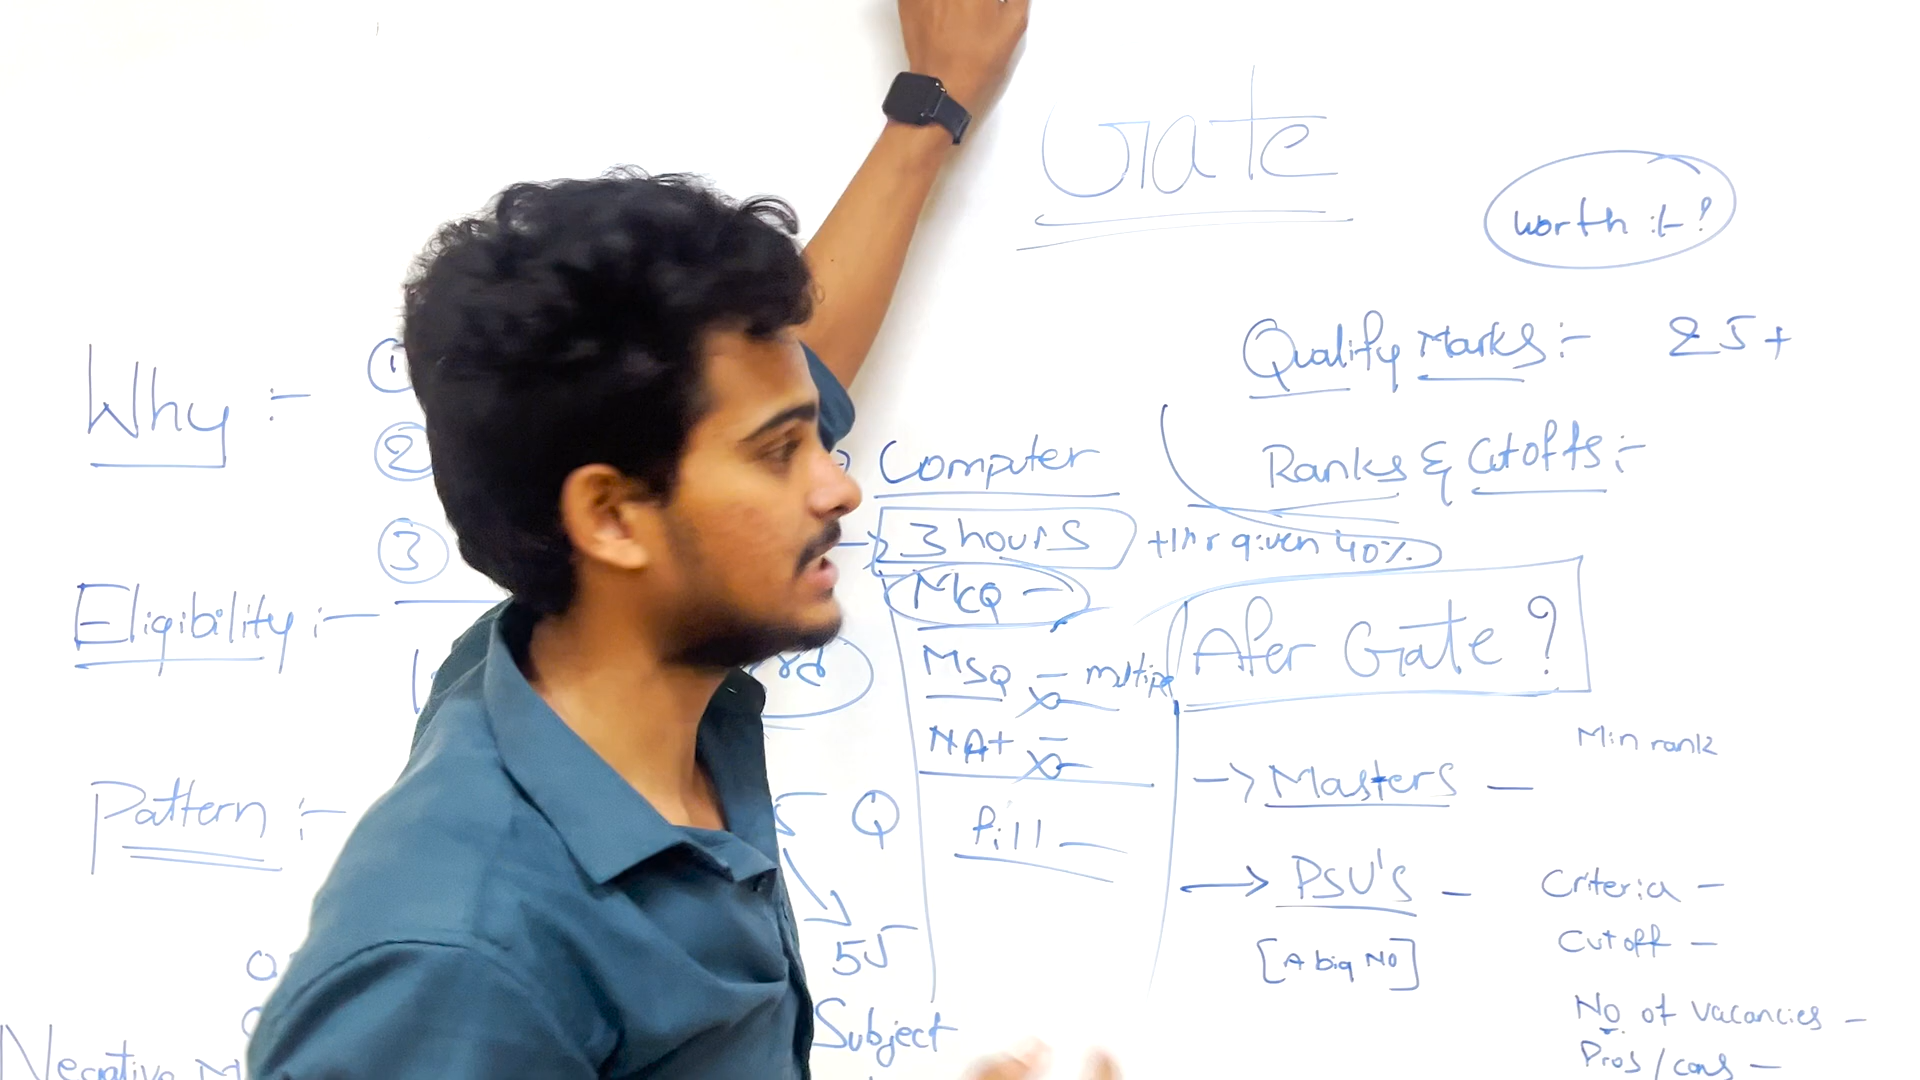 Gate
worth it?
Qualify Marks :- 25+
Why :-
1
2
Computer
Ranks & Cutoffs :-
3
3 hours
+1hr given 40%
MCQ -
Eligibility :-
MSQ - multiple
Afer Gate ?
NAT -
Min rank
Pattern :-
Q
fill
-> Masters -
-> PSU's -
Criteria -
55
[A big No]
Cutoff -
Subject
No of vacancies -
Negative M
Pros/cons -